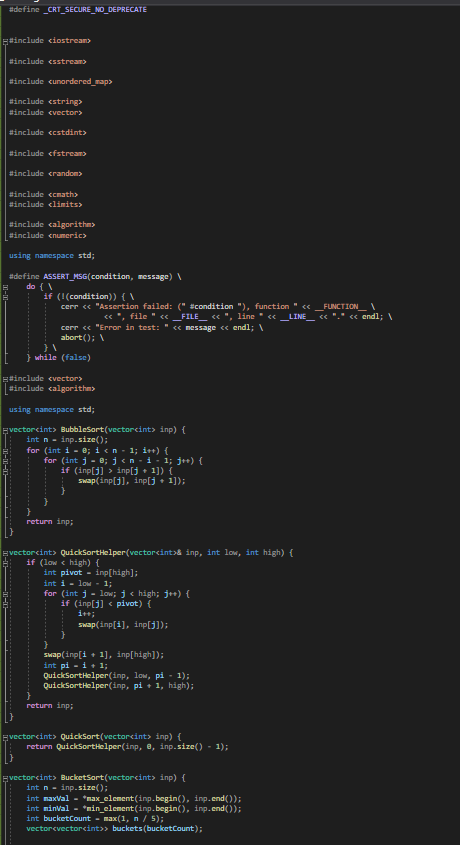 #define _CRT_SECURE_NO_DEPRECATE
#include <iostream>
#include <sstream>
#include <unordered_map>
#include <string>
#include <vector>
#include <cstdint>
#include <fstream>
#include <random>
#include <cmath>
#include <limits>
#include <algorithm>
#include <numeric>
using namespace std;
#define ASSERT_MSG(condition, message) \
do { \
if (!(condition)) { \
cerr << "Assertion failed: (" #condition "), function " << __FUNCTION__ \
<< ", file " << __FILE__ << ", line " << __LINE__ << "." << endl; \
cerr << "Error in test: " << message << endl; \
abort(); \
} \
} while (false)
#include <vector>
#include <algorithm>
using namespace std;
vector<int> BubbleSort(vector<int> inp) {
int n = inp.size();
for (int i = 0; i < n - 1; i++) {
for (int j = 0; j < n - i - 1; j++) {
if (inp[j] > inp[j + 1]) {
swap(inp[j], inp[j + 1]);
}
}
}
return inp;
}
vector<int> QuickSortHelper(vector<int>& inp, int low, int high) {
if (low < high) {
int pivot = inp[high];
int i = low - 1;
for (int j = low; j < high; j++) {
if (inp[j] < pivot) {
i++;
swap(inp[i], inp[j]);
}
}
swap(inp[i + 1], inp[high]);
int pi = i + 1;
QuickSortHelper(inp, low, pi - 1);
QuickSortHelper(inp, pi + 1, high);
}
return inp;
}
vector<int> QuickSort(vector<int> inp) {
return QuickSortHelper(inp, 0, inp.size() - 1);
}
vector<int> BucketSort(vector<int> inp) {
int n = inp.size();
int maxVal = *max_element(inp.begin(), inp.end());
int minVal = *min_element(inp.begin(), inp.end());
int bucketCount = max(1, n / 5);
vector<vector<int>> buckets(bucketCount);